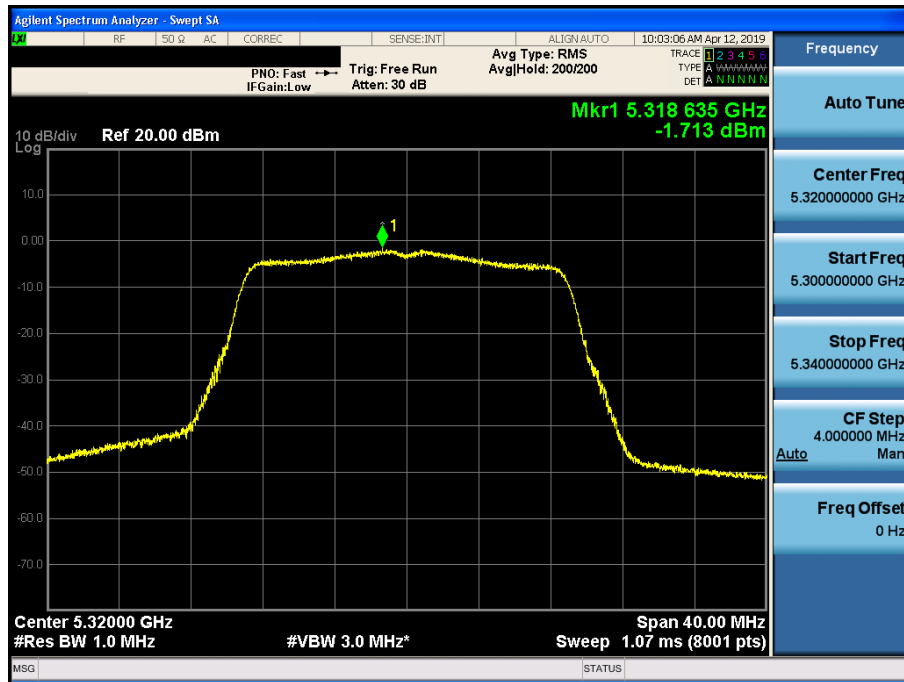 Agilent Spectrum Analyzer - Swept SA
LXI RF 50 Ω AC CORREC SENSE:INT ALIGN AUTO 10:03:06 AM Apr 12, 2019
PNO: Fast
IFGain:Low
Trig: Free Run
Atten: 30 dB
Avg Type: RMS
Avg|Hold: 200/200
TRACE 1 2 3 4 5 6
TYPE A WWWWWW
DET A N N N N N
Mkr1 5.318 635 GHz
-1.713 dBm
10 dB/div Ref 20.00 dBm
Log
10.0
0.00
-10.0
-20.0
-30.0
-40.0
-50.0
-60.0
-70.0
1
Center 5.32000 GHz Span 40.00 MHz
#Res BW 1.0 MHz #VBW 3.0 MHz* Sweep 1.07 ms (8001 pts)
MSG STATUS
Frequency
Auto Tune
Center Freq
5.320000000 GHz
Start Freq
5.300000000 GHz
Stop Freq
5.340000000 GHz
CF Step
4.000000 MHz
Auto Man
Freq Offset
0 Hz